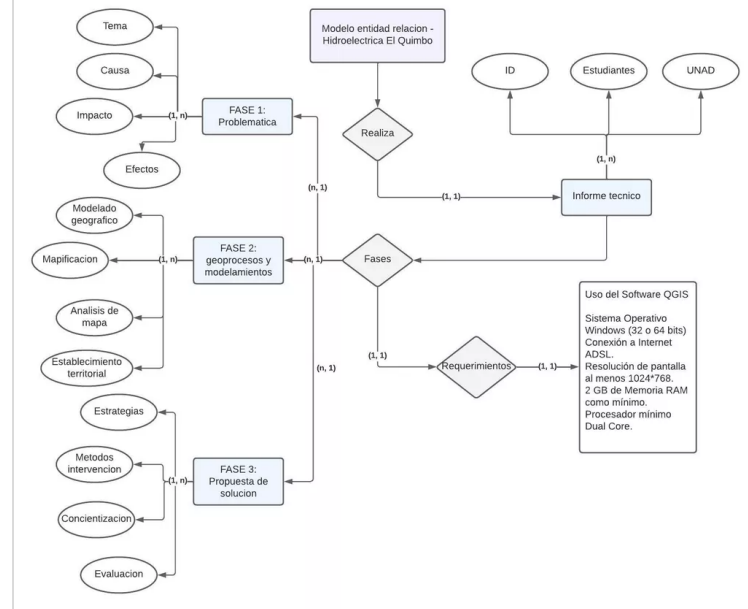 Modelo entidad relacion -
Hidroelectrica El Quimbo
Tema
Causa
Impacto
Efectos
(1, n)
FASE 1:
Problematica
Realiza
(1, 1)
ID
Estudiantes
UNAD
(1, n)
Informe tecnico
(n, 1)
Modelado
geografico
Mapificacion
Analisis de
mapa
Establecimiento
territorial
(1, n)
FASE 2:
geoprocesos y
modelamientos
(n, 1)
Fases
(1, 1)
Requerimientos
(1, 1)
Uso del Software QGIS
Sistema Operativo
Windows (32 o 64 bits)
Conexión a Internet
ADSL.
Resolución de pantalla
al menos 1024*768.
2 GB de Memoria RAM
como mínimo.
Procesador mínimo
Dual Core.
(n, 1)
Estrategias
Metodos
intervencion
Concientizacion
Evaluacion
(1, n)
FASE 3:
Propuesta de
solucion